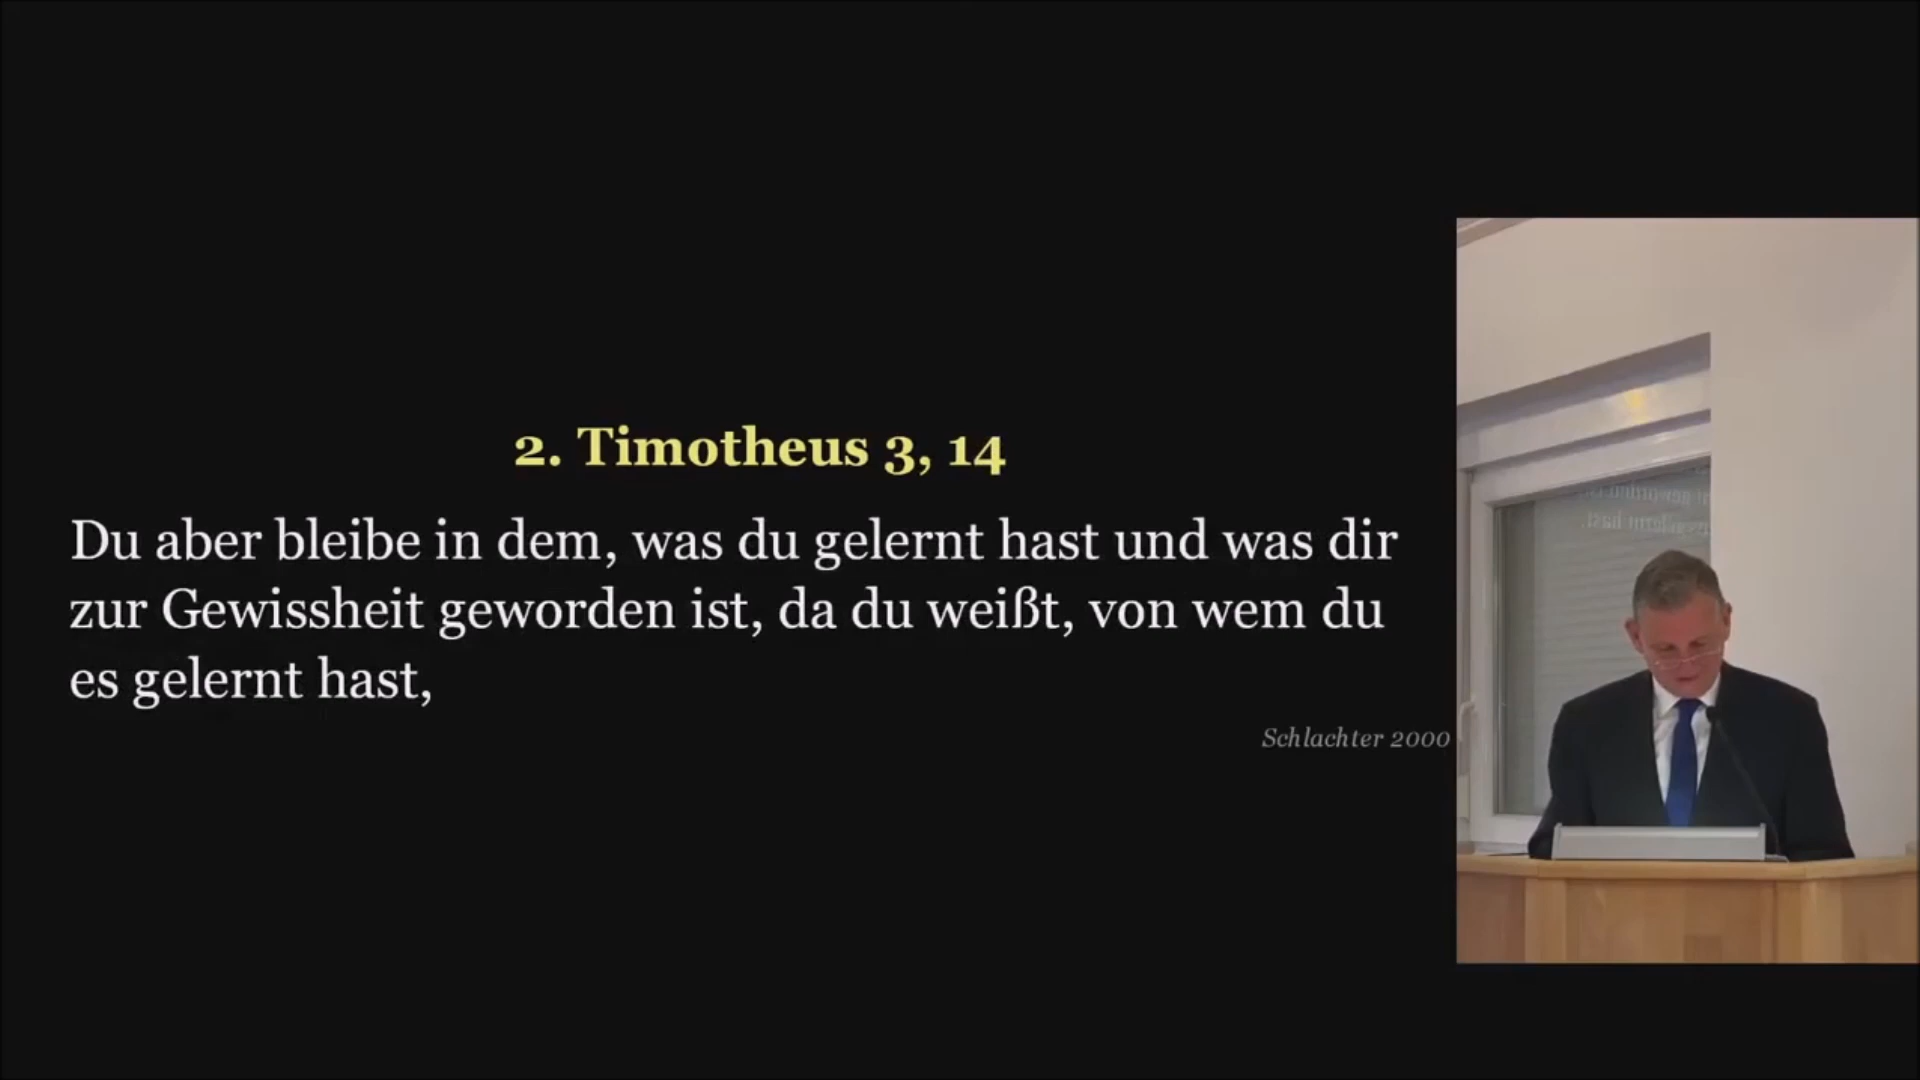 2. Timotheus 3, 14
Du aber bleibe in dem, was du gelernt hast und was dir
zur Gewissheit geworden ist, da du weißt, von wem du
es gelernt hast,
Schlachter 2000